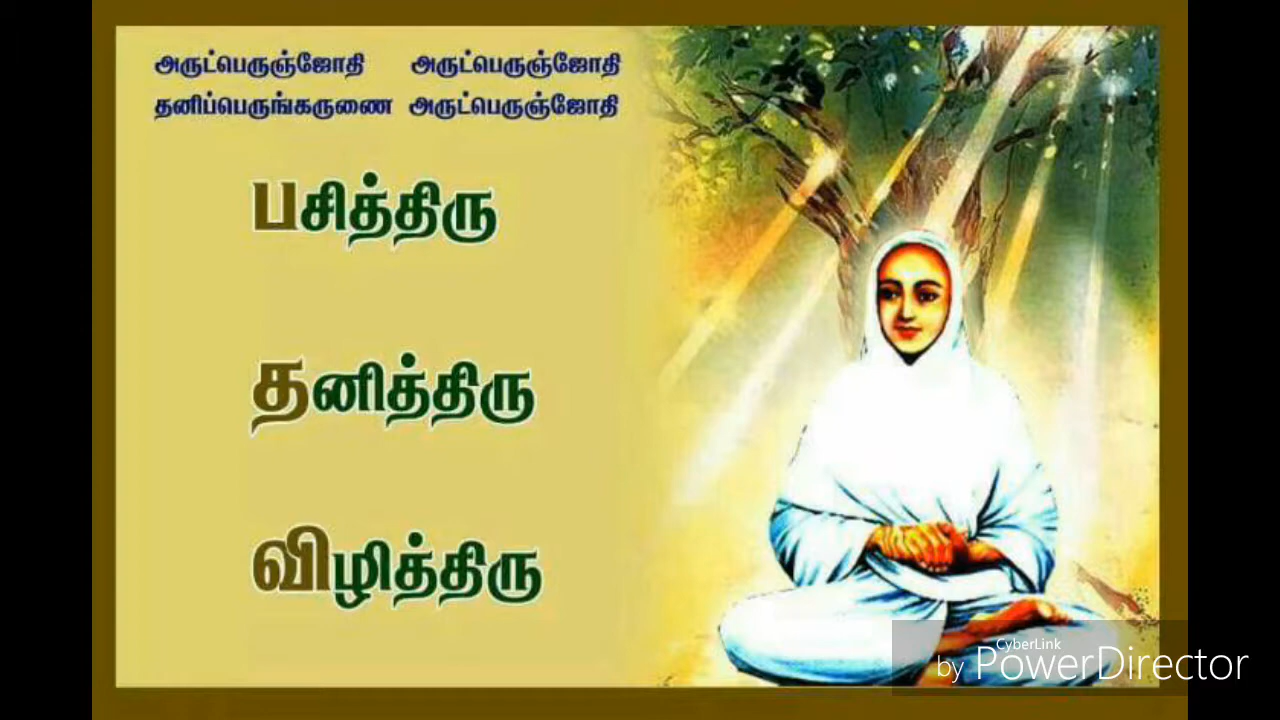 அருட்பெருஞ்ஜோதி அருட்பெருஞ்ஜோதி
தனிப்பெருங்கருணை அருட்பெருஞ்ஜோதி
பசித்திரு
தனித்திரு
விழித்திரு
CyberLink
by PowerDirector